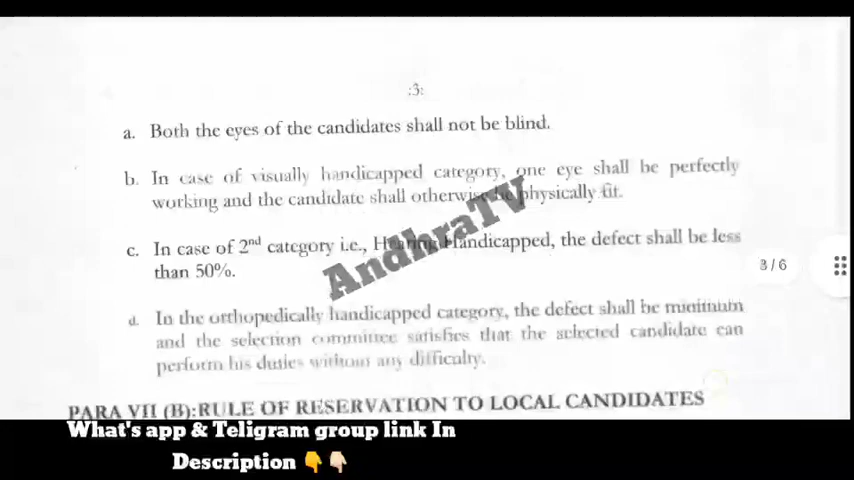 :3:
a. Both the eyes of the candidates shall not be blind.
b. In case of visually handicapped category, one eye shall be perfectly
working and the candidate shall otherwise be physically fit.
c. In case of 2nd category i.e., Hearing Handicapped, the defect shall be less
than 50%.
3 / 6
d. In the orthopedically handicapped category, the defect shall be minimum
and the selection committee satisfies that the selected candidate can
perform his duties without any difficulty.
PARA VII (B):RULE OF RESERVATION TO LOCAL CANDIDATES
AndhraTV
What's app & Teligram group link In
Description 👇👇🏻